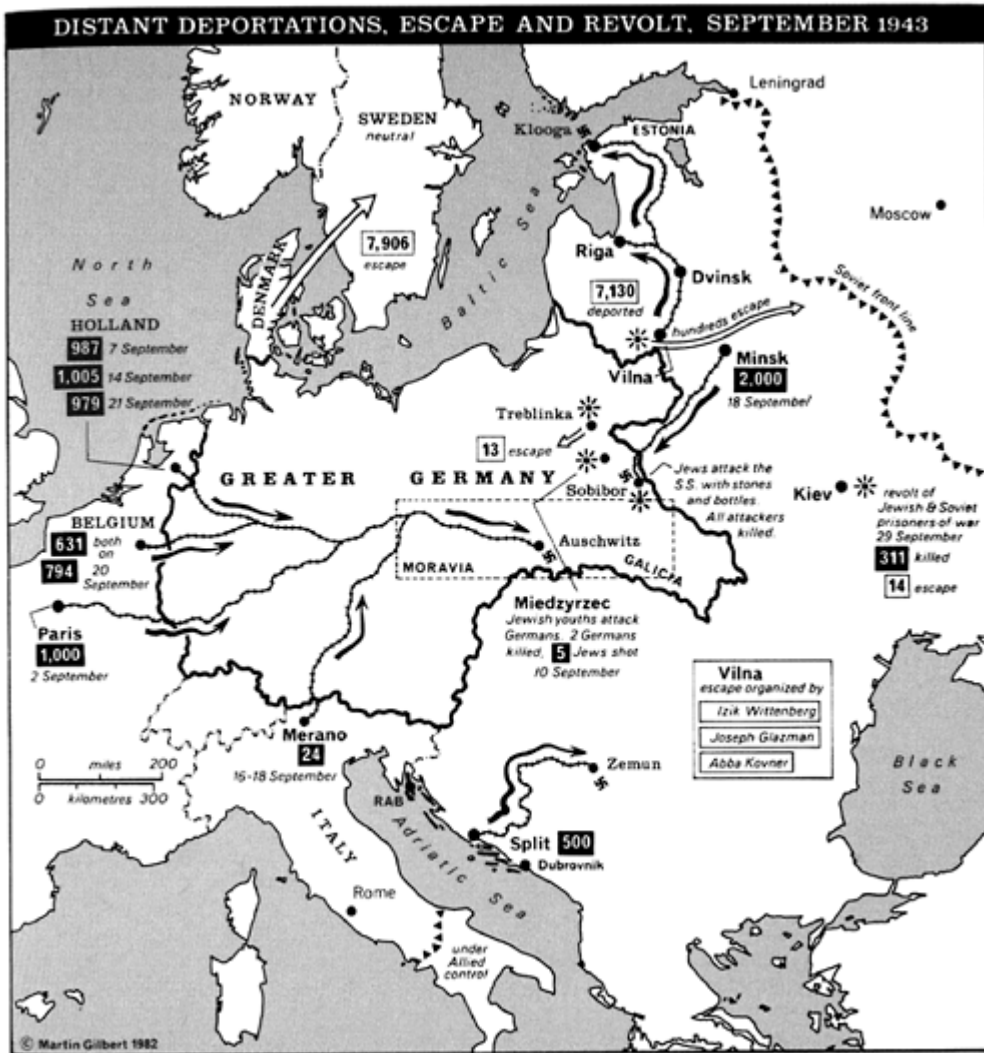 DISTANT DEPORTATIONS, ESCAPE AND REVOLT, SEPTEMBER 1943
NORWAY
SWEDEN
neutral
Leningrad
Klooga
ESTONIA
Moscow
North
Sea
DENMARK
7,906
escape
Baltic Sea
Riga
Dvinsk
7,130
deported
hundreds escape
Soviet front line
HOLLAND
987 7 September
1,005 14 September
979 21 September
Vilna
Minsk
2,000
18 September
Treblinka
13 escape
GREATER GERMANY
Sobibor
Jews attack the
S.S. with stones
and bottles.
All attackers
killed.
Kiev
revolt of
Jewish & Soviet
prisoners of war
29 September
311 killed
14 escape
BELGIUM
631 both
on
794 20
September
Auschwitz
MORAVIA
GALICIA
Paris
1,000
2 September
Miedzyrzec
Jewish youths attack
Germans. 2 Germans
killed, 5 Jews shot
10 September
Vilna
escape organized by
Izik Wittenberg
Joseph Glazman
Abba Kovner
Merano
24
16-18 September
0 miles 200
0 kilometres 300
Zemun
Black
Sea
RAB
ITALY
Adriatic Sea
Split 500
Dubrovnik
Rome
under
Allied
control
© Martin Gilbert 1982